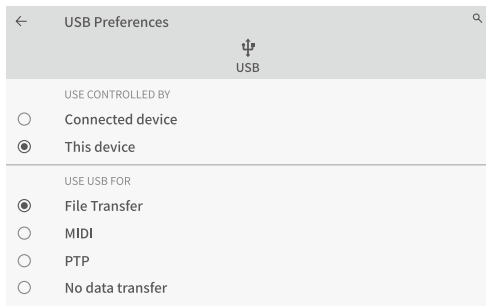 USB Preferences
USB
USE CONTROLLED BY
Connected device
This device
USE USB FOR
File Transfer
MIDI
PTP
No data transfer